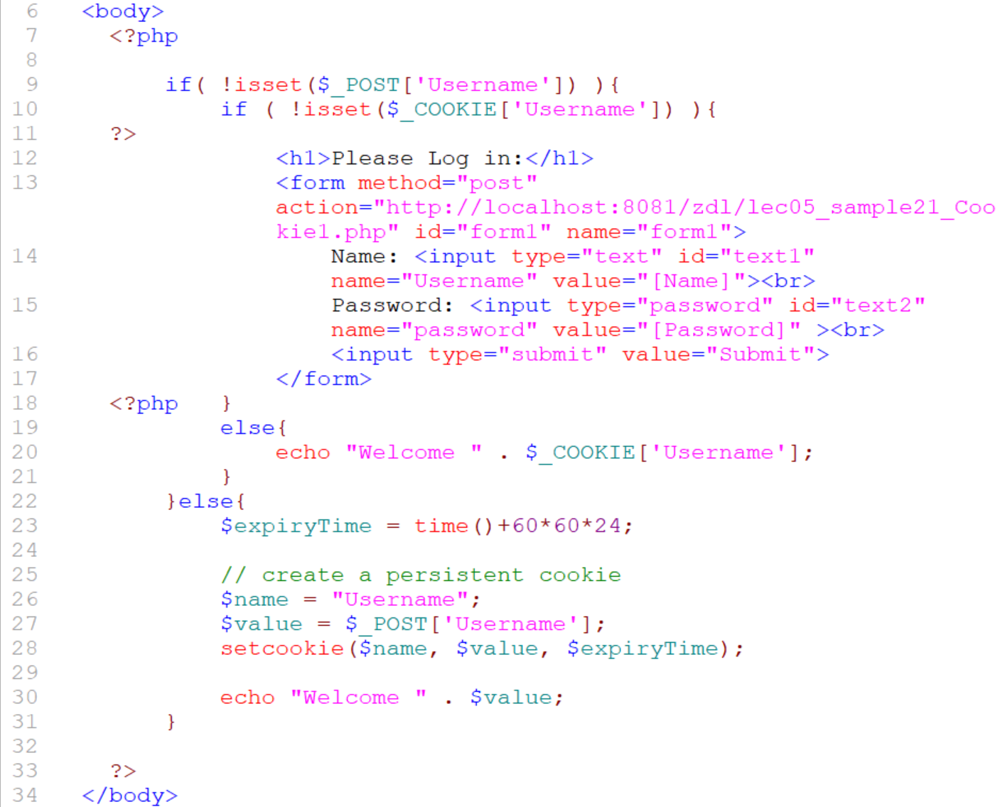 6 <body>
7 <?php
8
9 if( !isset($_POST['Username']) ){
10 if ( !isset($_COOKIE['Username']) ){
11 ?>
12 <h1>Please Log in:</h1>
13 <form method="post"
action="http://localhost:8081/zdl/lec05_sample21_Coo
kie1.php" id="form1" name="form1">
14 Name: <input type="text" id="text1"
name="Username" value="[Name]"><br>
15 Password: <input type="password" id="text2"
name="password" value="[Password]" ><br>
16 <input type="submit" value="Submit">
17 </form>
18 <?php }
19 else{
20 echo "Welcome " . $_COOKIE['Username'];
21 }
22 }else{
23 $expiryTime = time()+60*60*24;
24
25 // create a persistent cookie
26 $name = "Username";
27 $value = $_POST['Username'];
28 setcookie($name, $value, $expiryTime);
29
30 echo "Welcome " . $value;
31 }
32
33 ?>
34 </body>